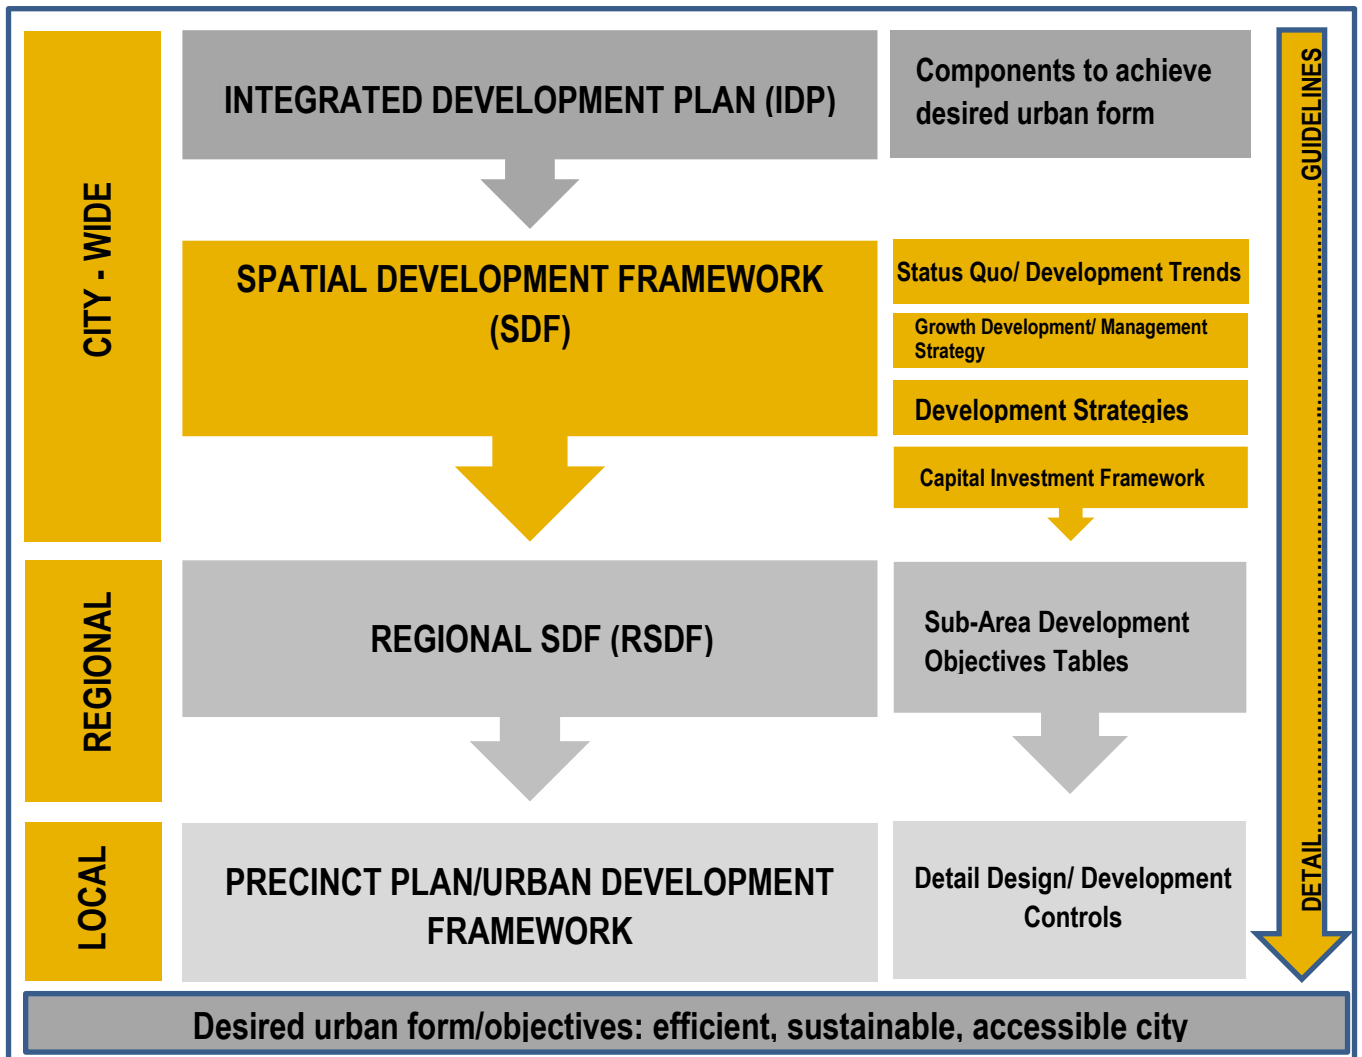 CITY - WIDE
INTEGRATED DEVELOPMENT PLAN (IDP)
Components to achieve
desired urban form
SPATIAL DEVELOPMENT FRAMEWORK
(SDF)
Status Quo/ Development Trends
Growth Development/ Management
Strategy
Development Strategies
Capital Investment Framework
REGIONAL
REGIONAL SDF (RSDF)
Sub-Area Development
Objectives Tables
LOCAL
PRECINCT PLAN/URBAN DEVELOPMENT
FRAMEWORK
Detail Design/ Development
Controls
DETAIL.......................................................GUIDELINES
Desired urban form/objectives: efficient, sustainable, accessible city